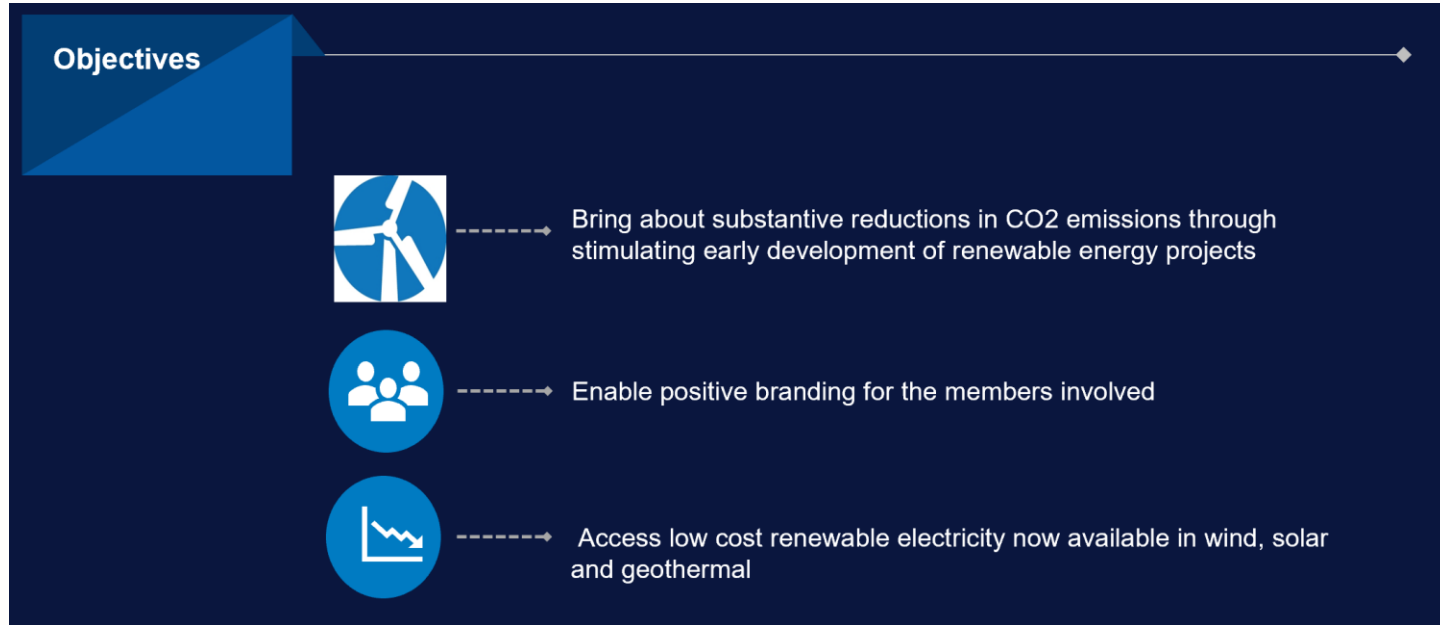 Objectives
Bring about substantive reductions in CO2 emissions through
stimulating early development of renewable energy projects
Enable positive branding for the members involved
Access low cost renewable electricity now available in wind, solar
and geothermal